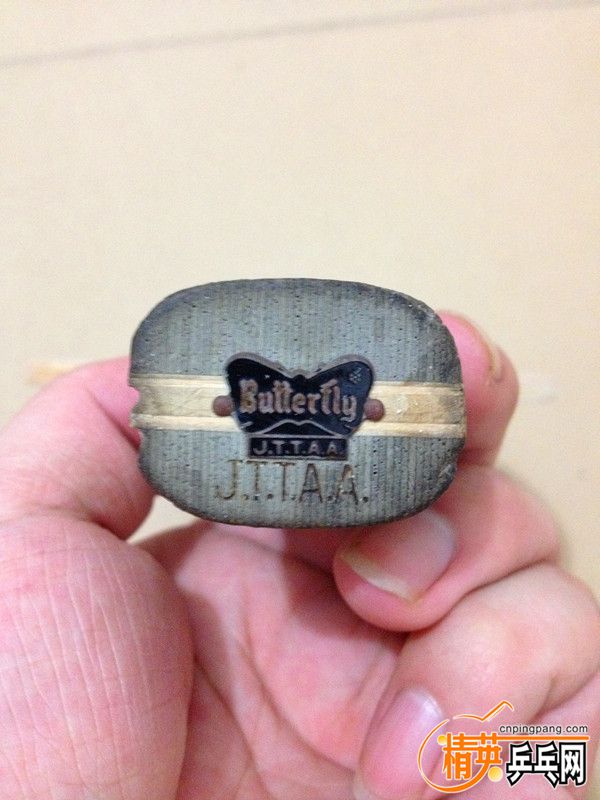 Butterfly
J.T.T.A.A.
J.T.T.A.A.
cnpingpang.com
精英乒乓网